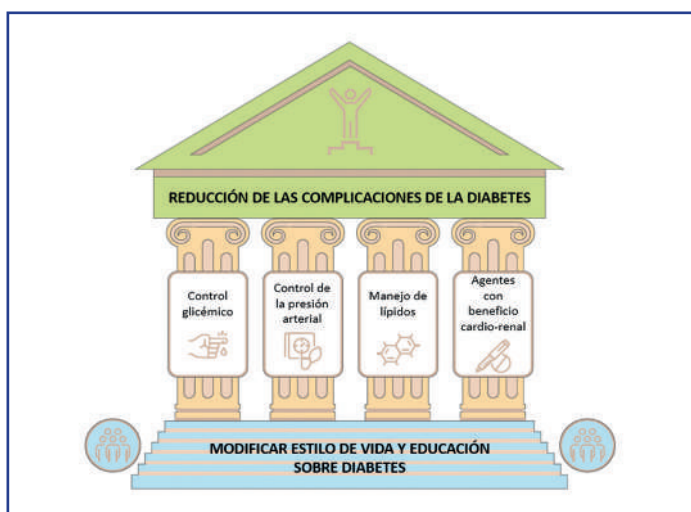 REDUCCIÓN DE LAS COMPLICACIONES DE LA DIABETES
Control
glicémico
Control de
la presión
arterial
Manejo de
lípidos
Agentes
con
beneficio
cardio-renal
MODIFICAR ESTILO DE VIDA Y EDUCACIÓN
SOBRE DIABETES